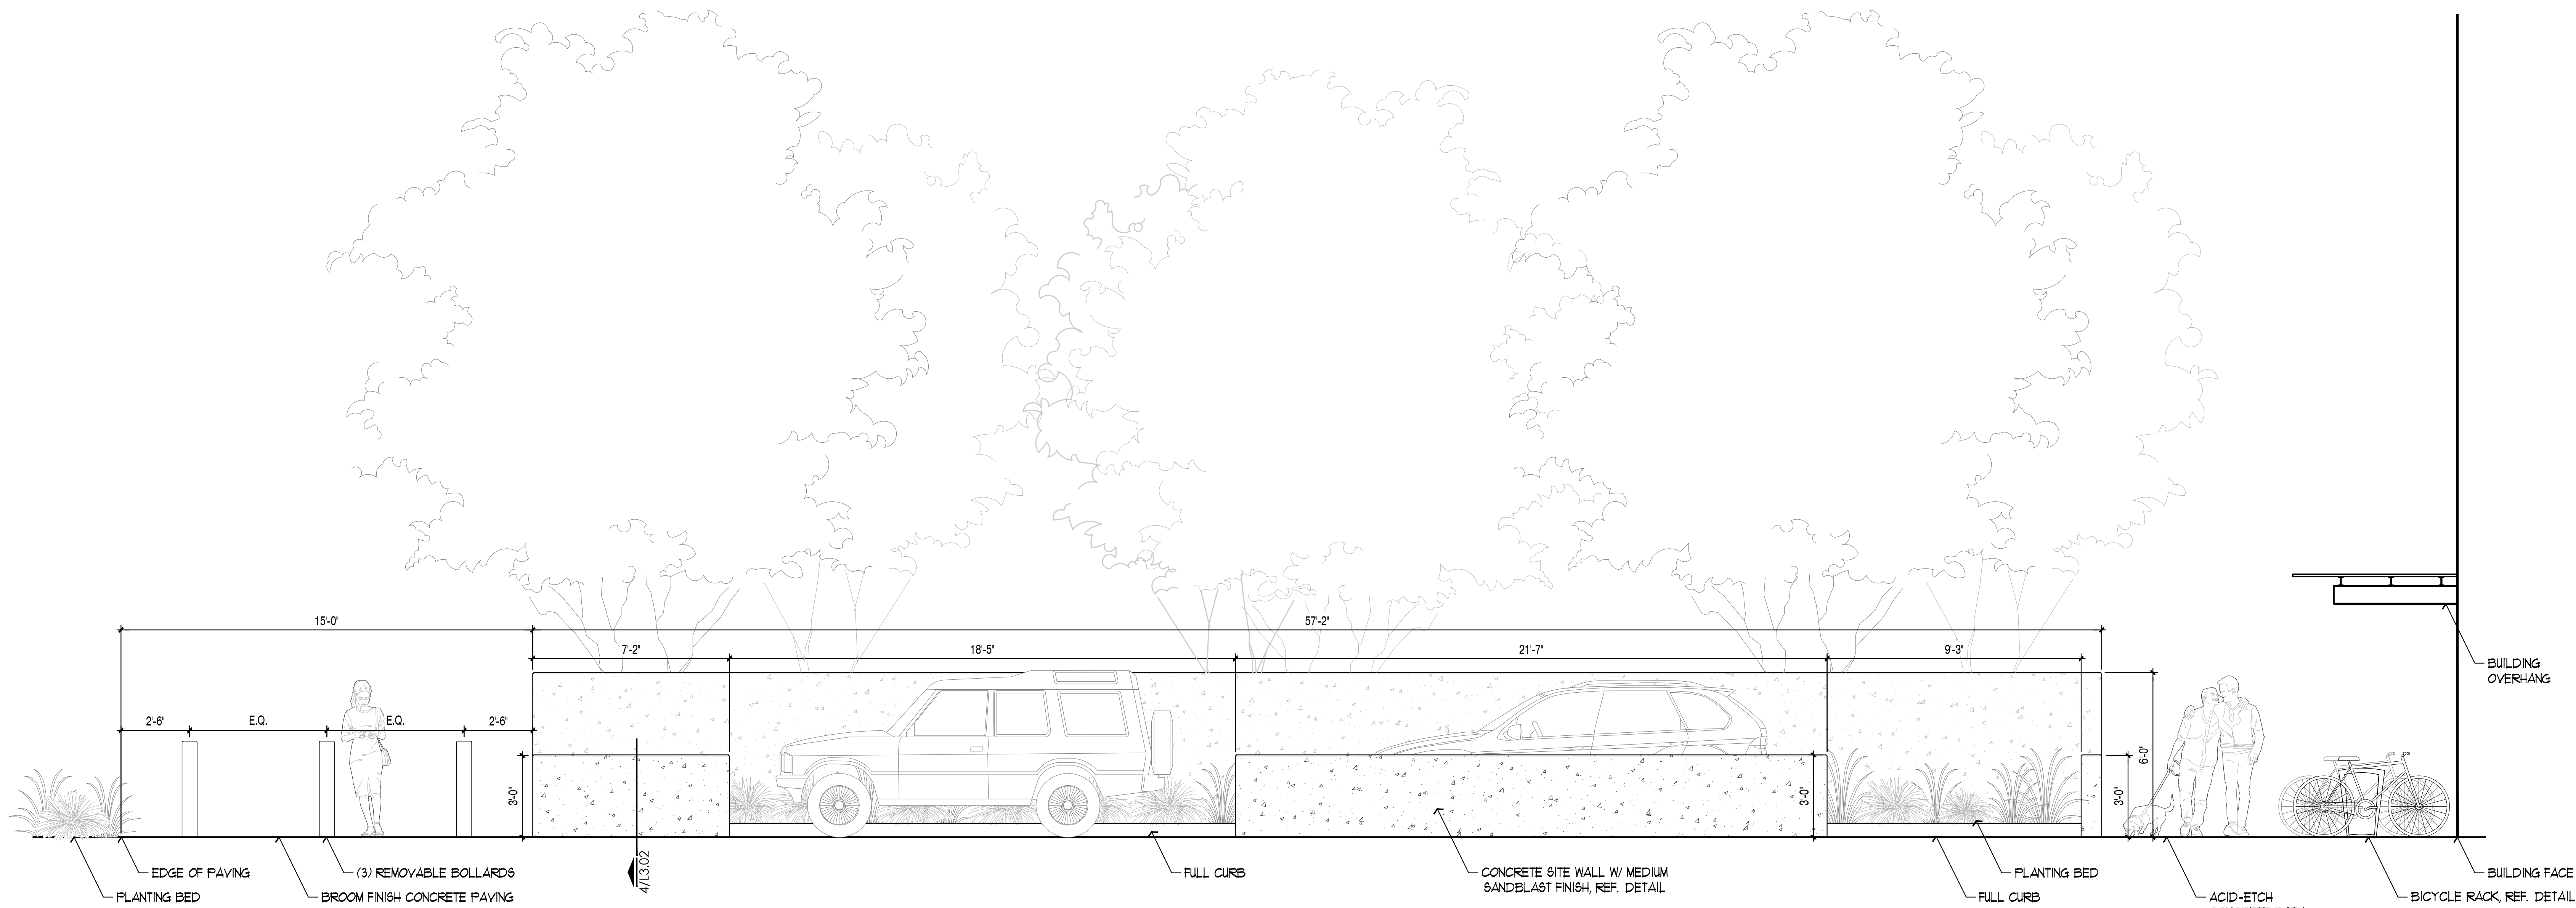 15'-0"
57'-2"
7'-2"
18'-5"
21'-7"
9'-3"
2'-6"
E.Q.
E.Q.
2'-6"
3'-0"
3'-0"
3'-0"
6'-0"
BUILDING
OVERHANG
EDGE OF PAVING
PLANTING BED
(3) REMOVABLE BOLLARDS
BROOM FINISH CONCRETE PAVING
4/L3.02
FULL CURB
CONCRETE SITE WALL W/ MEDIUM
SANDBLAST FINISH, REF. DETAIL
PLANTING BED
FULL CURB
ACID-ETCH
BUILDING FACE
BICYCLE RACK, REF. DETAIL